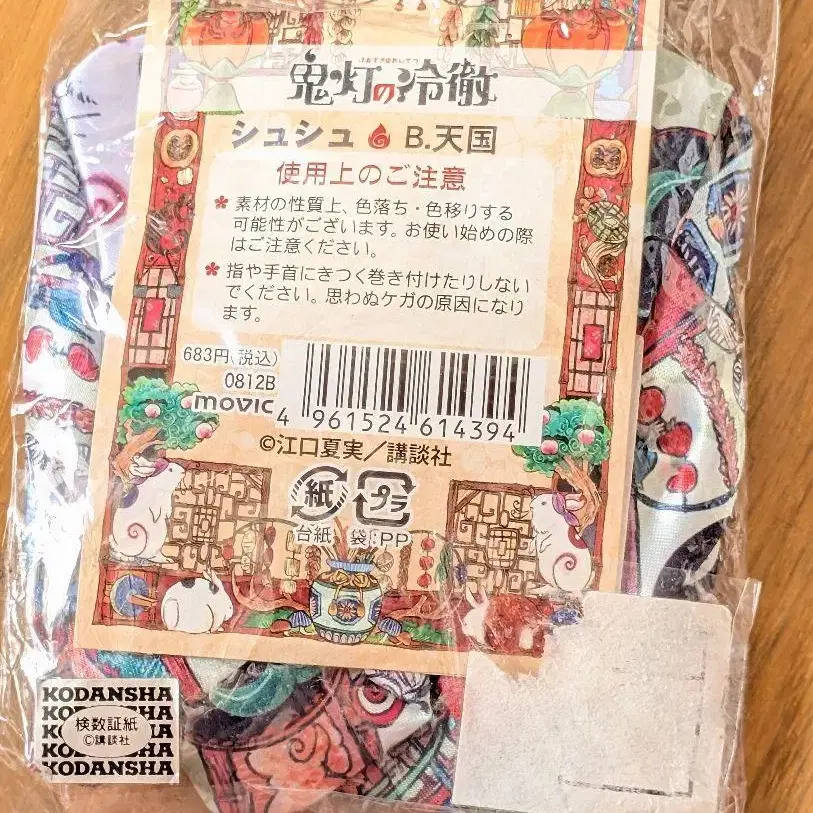 鬼灯の冷徹
シュシュ B.天国
使用上のご注意
素材の性質上、色落ち・色移りする
可能性がございます。お使い始めの際
はご注意ください。
指や手首にきつく巻き付けたりしない
でください。思わぬケガの原因になり
ます。
683円(税込)
0812B
movic
4 961524 614394
©江口夏実/講談社
紙 プラ
台紙 袋:PP
KODANSHA
KODANSHA
検数証紙
©講談社
KODANSHA
KODANSHA
KODANSHA